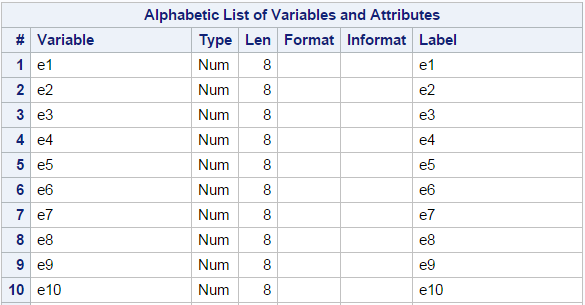 Alphabetic List of Variables and Attributes
# Variable Type Len Format Informat Label
1 e1 Num 8 e1
2 e2 Num 8 e2
3 e3 Num 8 e3
4 e4 Num 8 e4
5 e5 Num 8 e5
6 e6 Num 8 e6
7 e7 Num 8 e7
8 e8 Num 8 e8
9 e9 Num 8 e9
10 e10 Num 8 e10